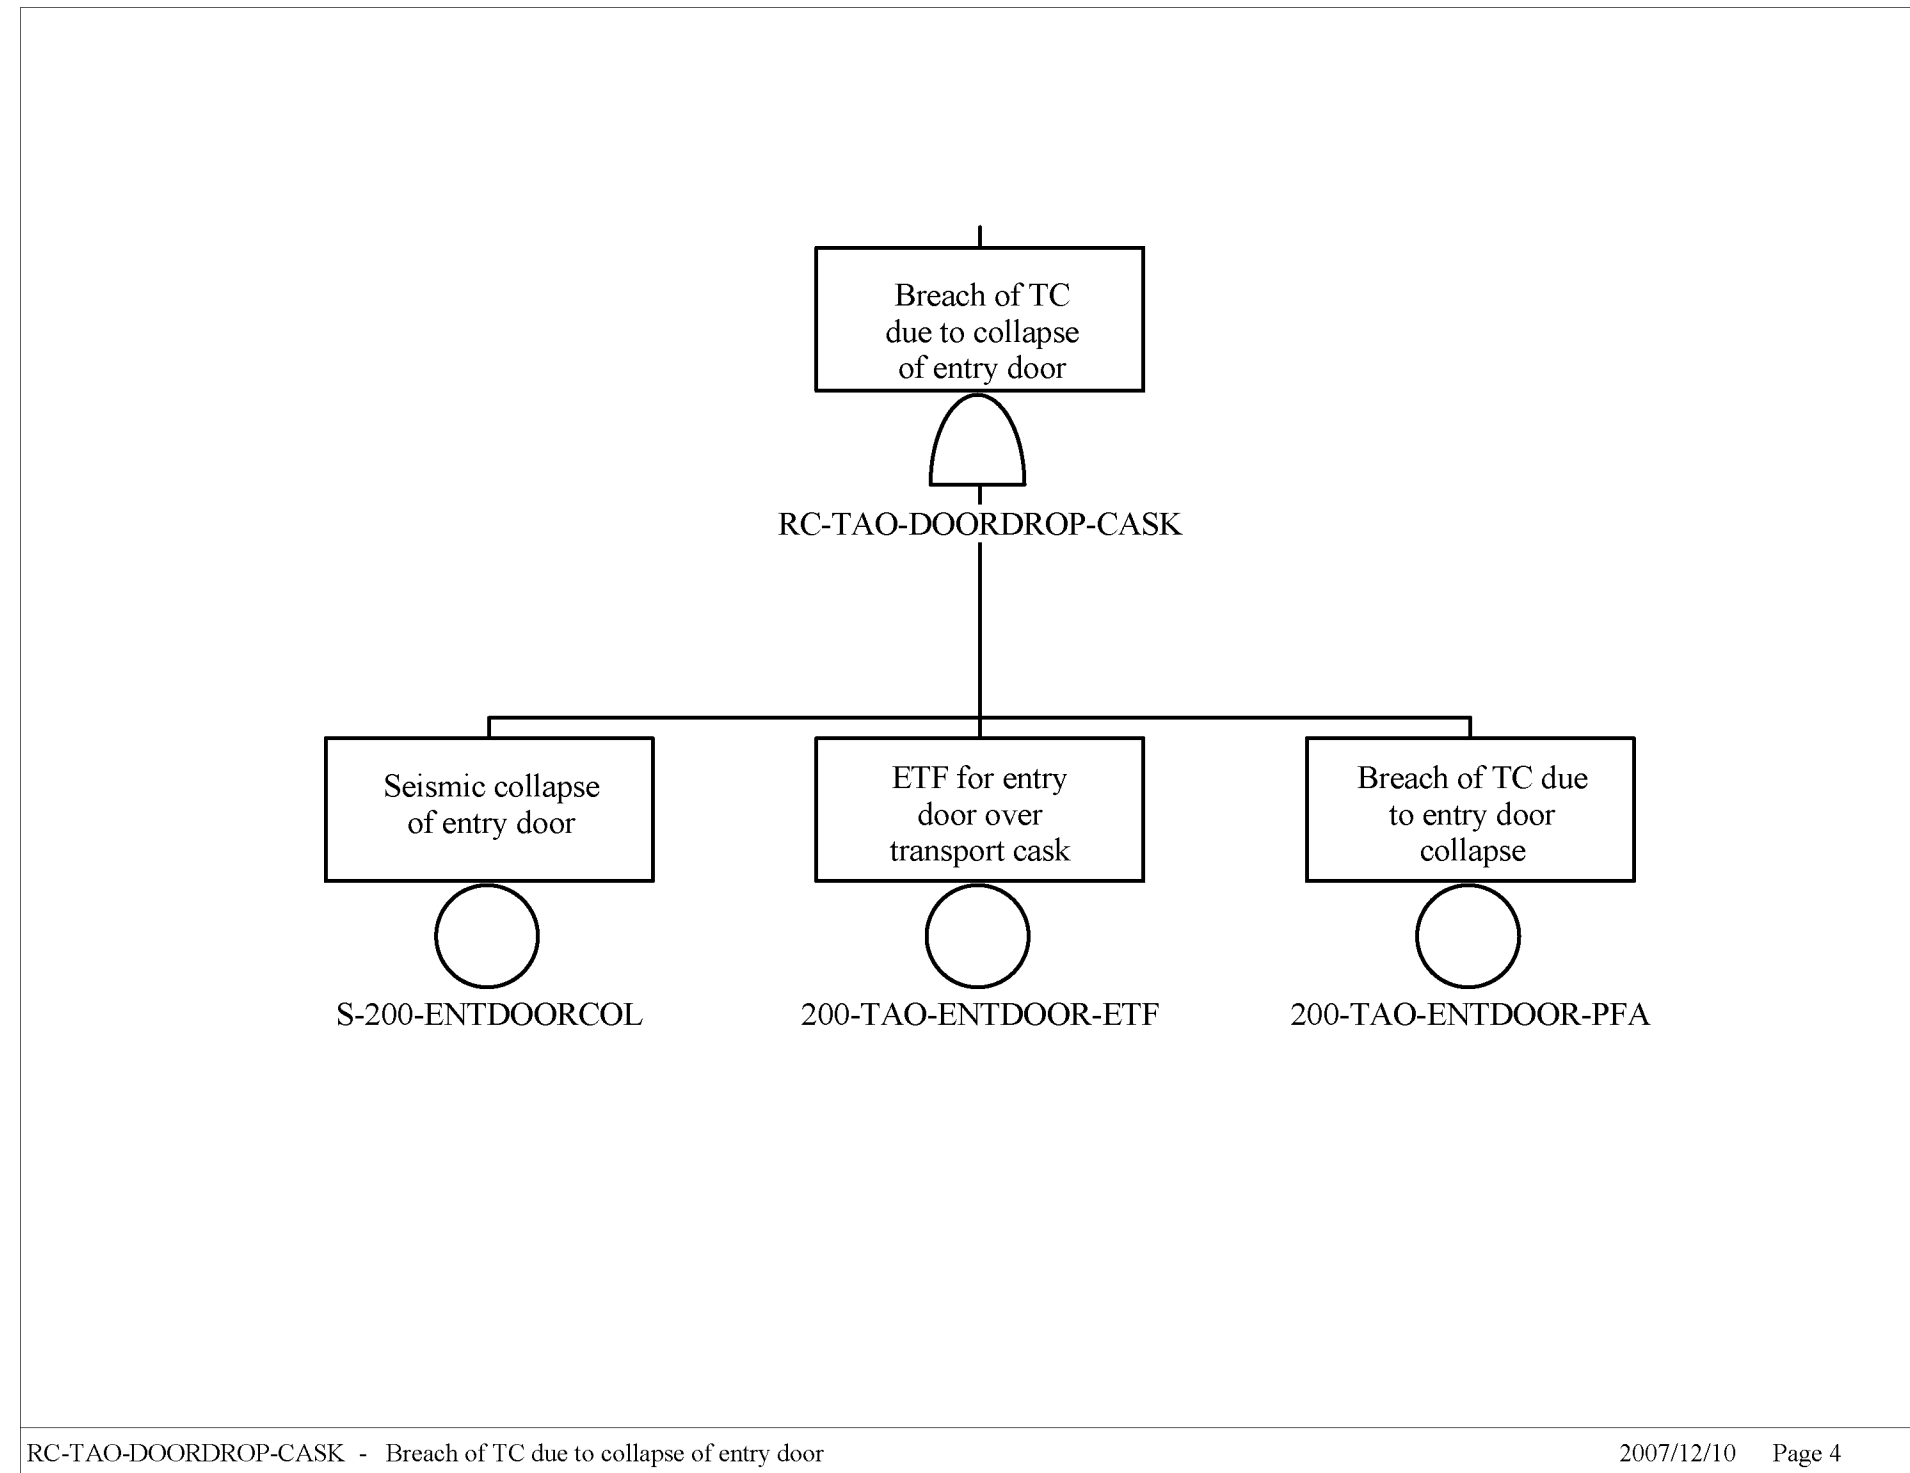 Breach of TC
due to collapse
of entry door
RC-TAO-DOORDROP-CASK
Seismic collapse
of entry door
S-200-ENTDOORCOL
ETF for entry
door over
transport cask
200-TAO-ENTDOOR-ETF
Breach of TC due
to entry door
collapse
200-TAO-ENTDOOR-PFA
RC-TAO-DOORDROP-CASK - Breach of TC due to collapse of entry door
2007/12/10 Page 4